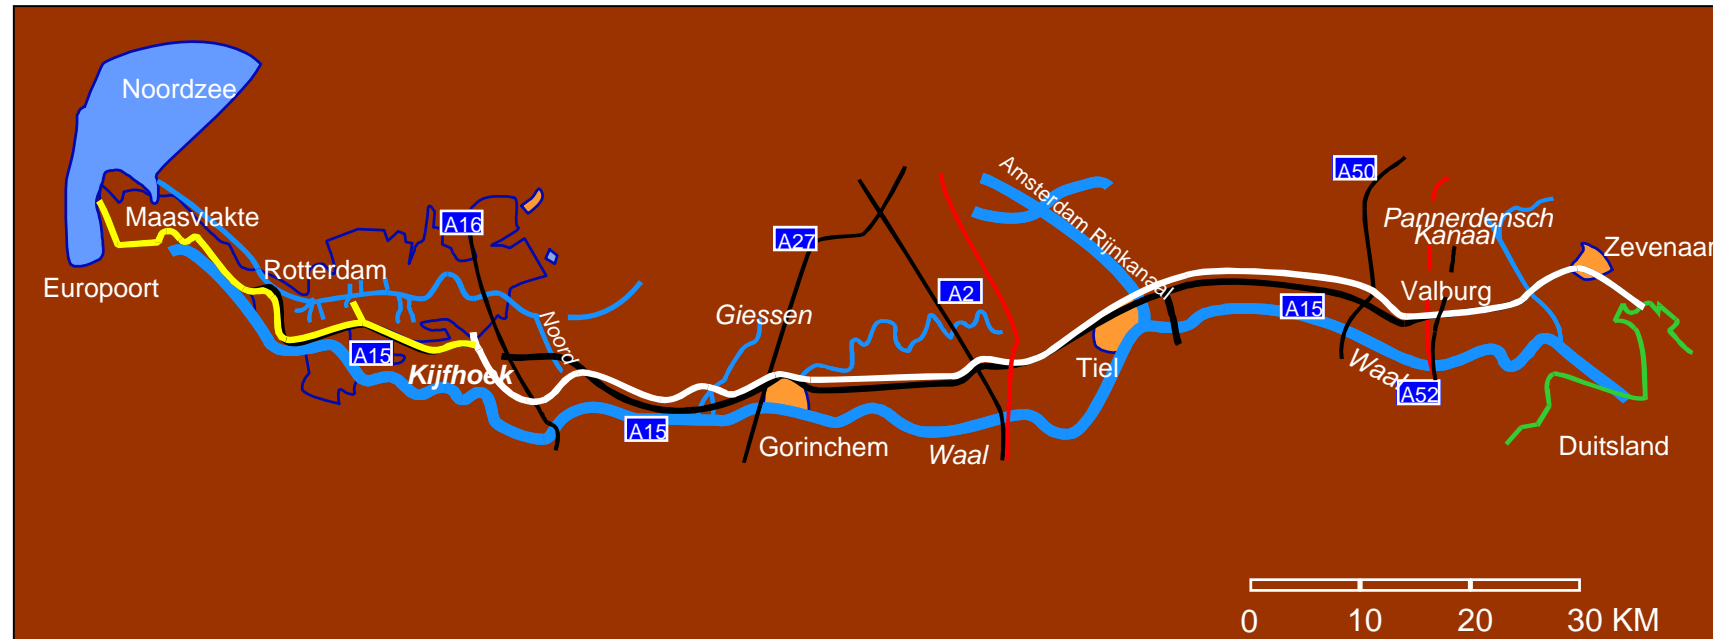 Noordzee
Maasvlakte
Europoort
Rotterdam
A16
A15
Kijfhoek
Noord
A15
A27
Giessen
Gorinchem
A2
Waal
Amsterdam Rijnkanaal
Tiel
A15
A50
Pannerdensch
Kanaal
Valburg
Waal
A52
Zevenaar
Duitsland
0 10 20 30 KM